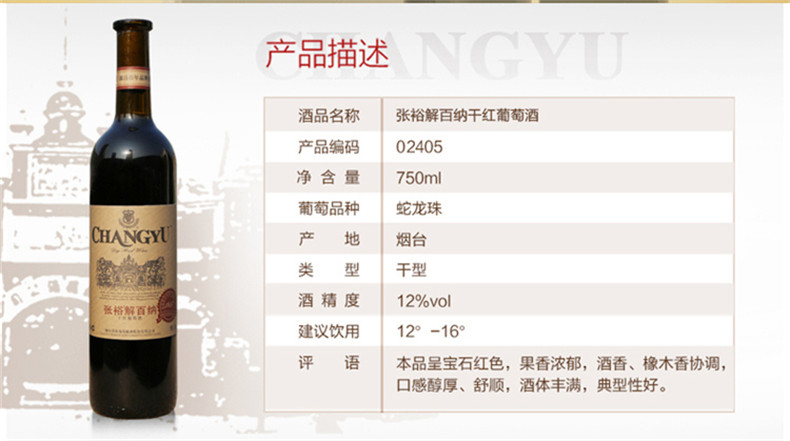 CHANGYU
产品描述
酒品名称 张裕解百纳干红葡萄酒
产品编码 02405
净含量 750ml
葡萄品种 蛇龙珠
产地 烟台
类型 干型
酒精度 12%vol
建议饮用 12° -16°
评语 本品呈宝石红色，果香浓郁，酒香、橡木香协调，
口感醇厚、舒顺，酒体丰满，典型性好。
CHANGYU
张裕解百纳